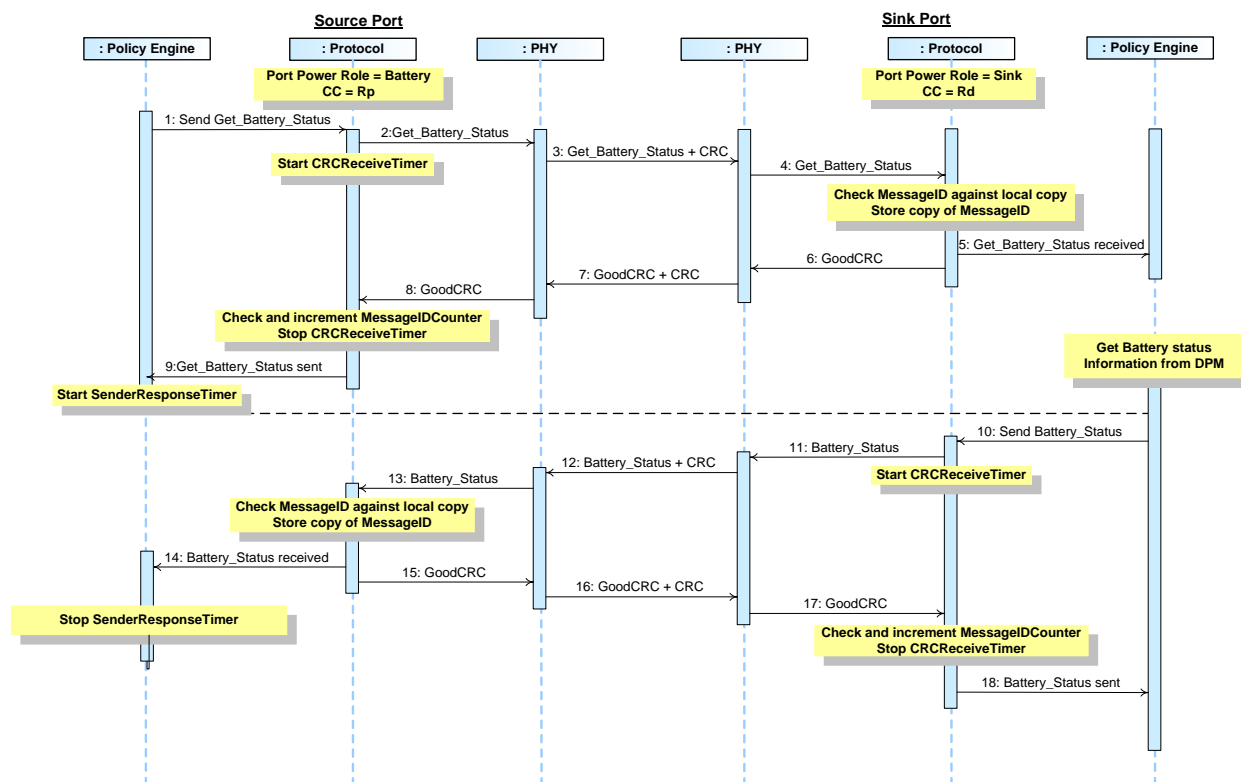 Source Port
Sink Port
: Policy Engine
: Protocol
: PHY
: PHY
: Protocol
: Policy Engine
Port Power Role = Battery
CC = Rp
Port Power Role = Sink
CC = Rd
1: Send Get_Battery_Status
2:Get_Battery_Status
Start CRCReceiveTimer
3: Get_Battery_Status + CRC
4: Get_Battery_Status
Check MessageID against local copy
Store copy of MessageID
5: Get_Battery_Status received
6: GoodCRC
7: GoodCRC + CRC
8: GoodCRC
Check and increment MessageIDCounter
Stop CRCReceiveTimer
9:Get_Battery_Status sent
Start SenderResponseTimer
Get Battery status
Information from DPM
10: Send Battery_Status
11: Battery_Status
Start CRCReceiveTimer
12: Battery_Status + CRC
13: Battery_Status
Check MessageID against local copy
Store copy of MessageID
14: Battery_Status received
15: GoodCRC
16: GoodCRC + CRC
17: GoodCRC
Stop SenderResponseTimer
Check and increment MessageIDCounter
Stop CRCReceiveTimer
18: Battery_Status sent